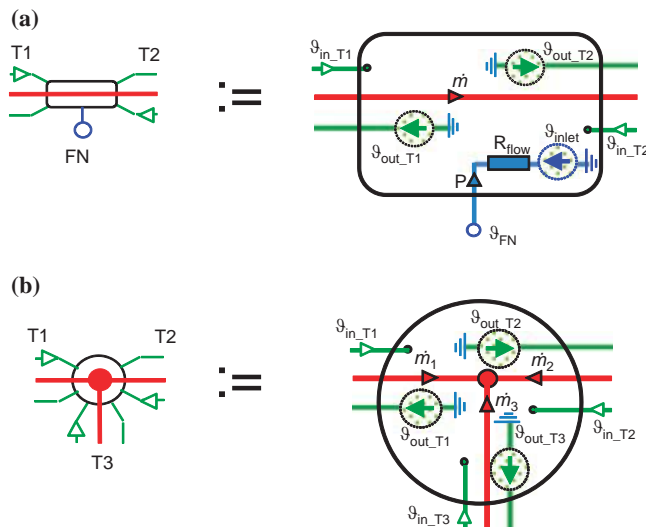 (a)
T1
T2
FN
:=
ϑin_T1
ϑout_T2
ṁ
ϑout_T1
Rflow
ϑinlet
ϑin_T2
P
ϑFN
(b)
T1
T2
T3
:=
ϑin_T1
ϑout_T2
ṁ1
ṁ2
ṁ3
ϑout_T1
ϑout_T3
ϑin_T2
ϑin_T3